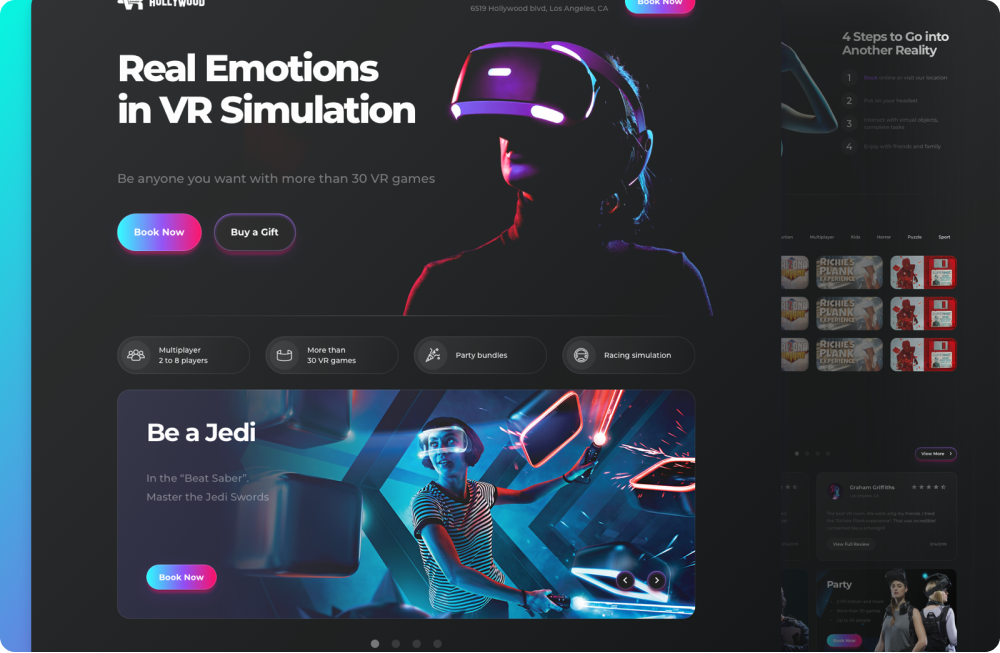 HOLLYWOOD
6519 Hollywood blvd, Los Angeles, CA
Book Now
Real Emotions
in VR Simulation
Be anyone you want with more than 30 VR games
Book Now
Buy a Gift
Multiplayer
2 to 8 players
More than
30 VR games
Party bundles
Racing simulation
Be a Jedi
In the “Beat Saber”.
Master the Jedi Swords
Book Now
4 Steps to Go into
Another Reality
1 Book online or visit our location
2 Put on your headset
3 Interact with virtual objects,
complete tasks
4 Enjoy with friends and family
Multiplayer
Kids
Horror
Puzzle
Sport
RICHIE'S
PLANK
EXPERIENCE
RICHIE'S
PLANK
EXPERIENCE
RICHIE'S
PLANK
EXPERIENCE
View More
Graham Griffiths
View Full Review
Party
Book Now